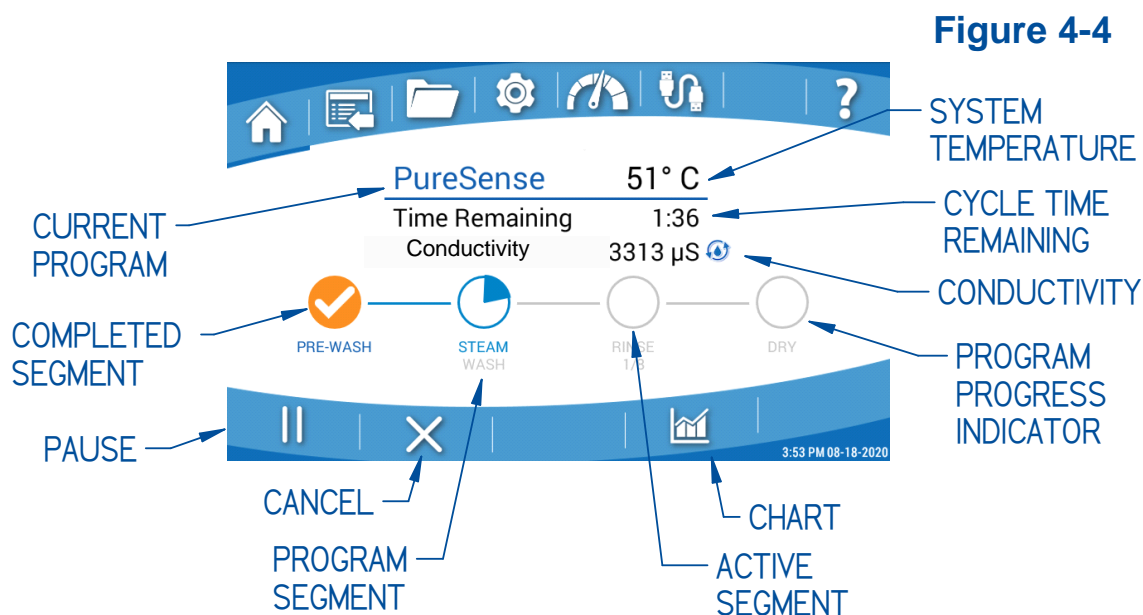 Figure 4-4
?
SYSTEM
TEMPERATURE
PureSense 51° C
Time Remaining 1:36
Conductivity 3313 µS
CURRENT
PROGRAM
CYCLE TIME
REMAINING
CONDUCTIVITY
COMPLETED
SEGMENT
PRE-WASH
STEAM
WASH
RINSE
1/3
DRY
PROGRAM
PROGRESS
INDICATOR
PAUSE
3:53 PM 08-18-2020
CANCEL
CHART
PROGRAM
SEGMENT
ACTIVE
SEGMENT